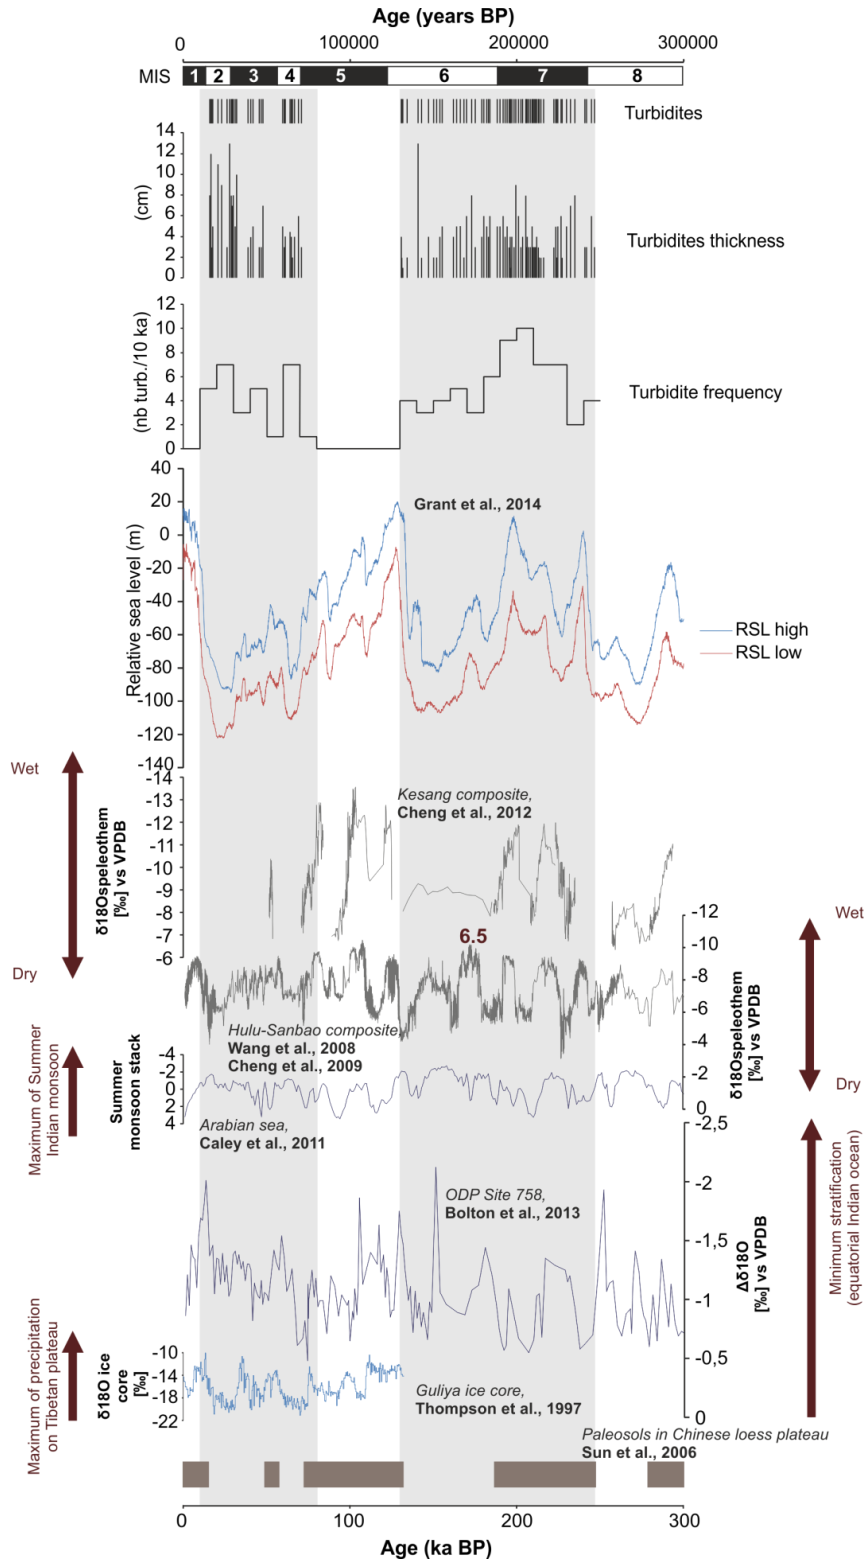 Age (years BP)
0 100000 200000 300000
MIS 1 2 3 4 5 6 7 8
Turbidites
14
12
10
8
6
4
2
0
(cm)
Turbidites thickness
12
10
8
6
4
2
0
(nb turb./10 ka)
Turbidite frequency
40
20
0
-20
-40
-60
-80
-100
-120
-140
Relative sea level (m)
Grant et al., 2014
RSL high
RSL low
Wet
Dry
-14
-13
-12
-11
-10
-9
-8
-7
-6
δ18Ospeleothem
[‰] vs VPDB
Kesang composite,
Cheng et al., 2012
6.5
-12
-10
-8
-6
-4
-2
0
δ18Ospeleothem
[‰] vs VPDB
Wet
Dry
Hulu-Sanbao composite,
Wang et al., 2008
Cheng et al., 2009
Maximum of Summer
Indian monsoon
Summer
monsoon stack
-4
-2
0
2
4
Arabian sea,
Caley et al., 2011
-2,5
-2
-1,5
-1
-0,5
0
Δδ18O
[‰] vs VPDB
Minimum stratification
(equatorial Indian ocean)
ODP Site 758,
Bolton et al., 2013
Maximum of precipitation
on Tibetan plateau
δ18O ice
core
[‰]
-10
-14
-18
-22
Guliya ice core,
Thompson et al., 1997
Paleosols in Chinese loess plateau
Sun et al., 2006
0 100 200 300
Age (ka BP)